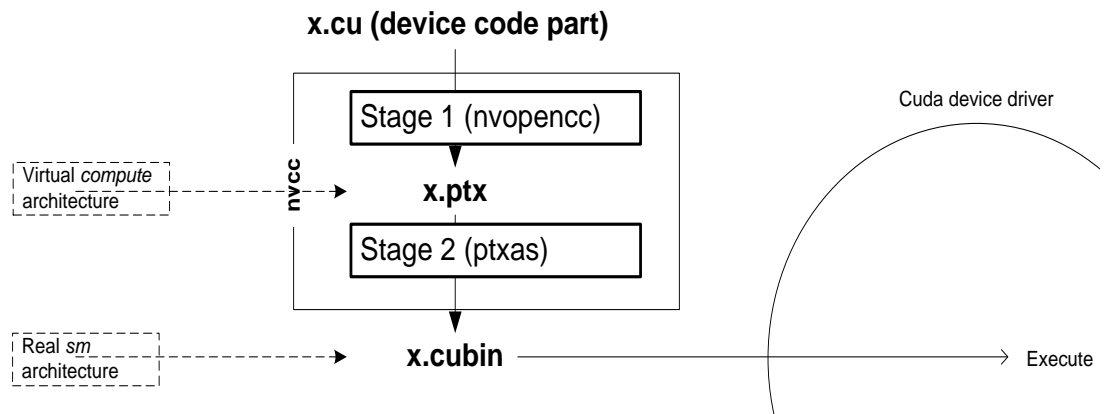 x.cu (device code part)
Stage 1 (nvopencc)
Cuda device driver
nvcc
Virtual compute
architecture
x.ptx
Stage 2 (ptxas)
Real sm
architecture
x.cubin
Execute